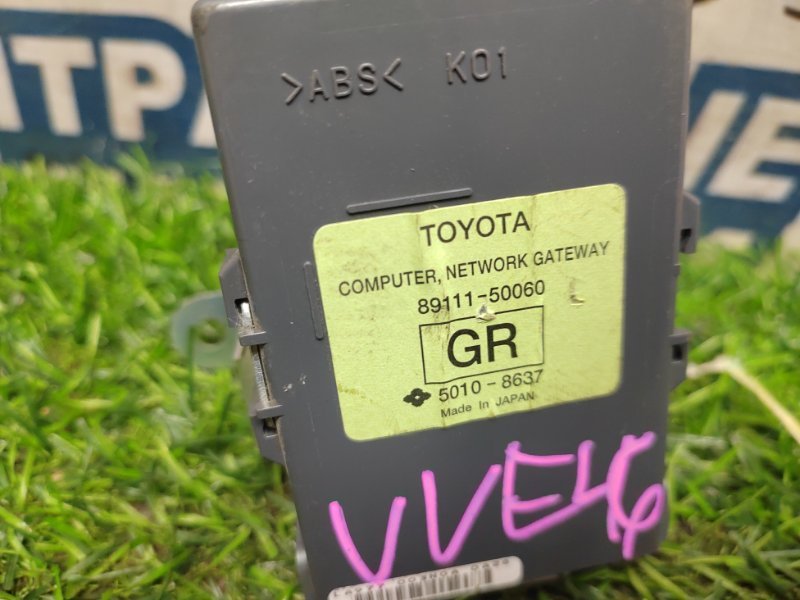 >ABS< K01
TOYOTA
COMPUTER, NETWORK GATEWAY
89111-50060
GR
5010-8637
Made In JAPAN
VVE46